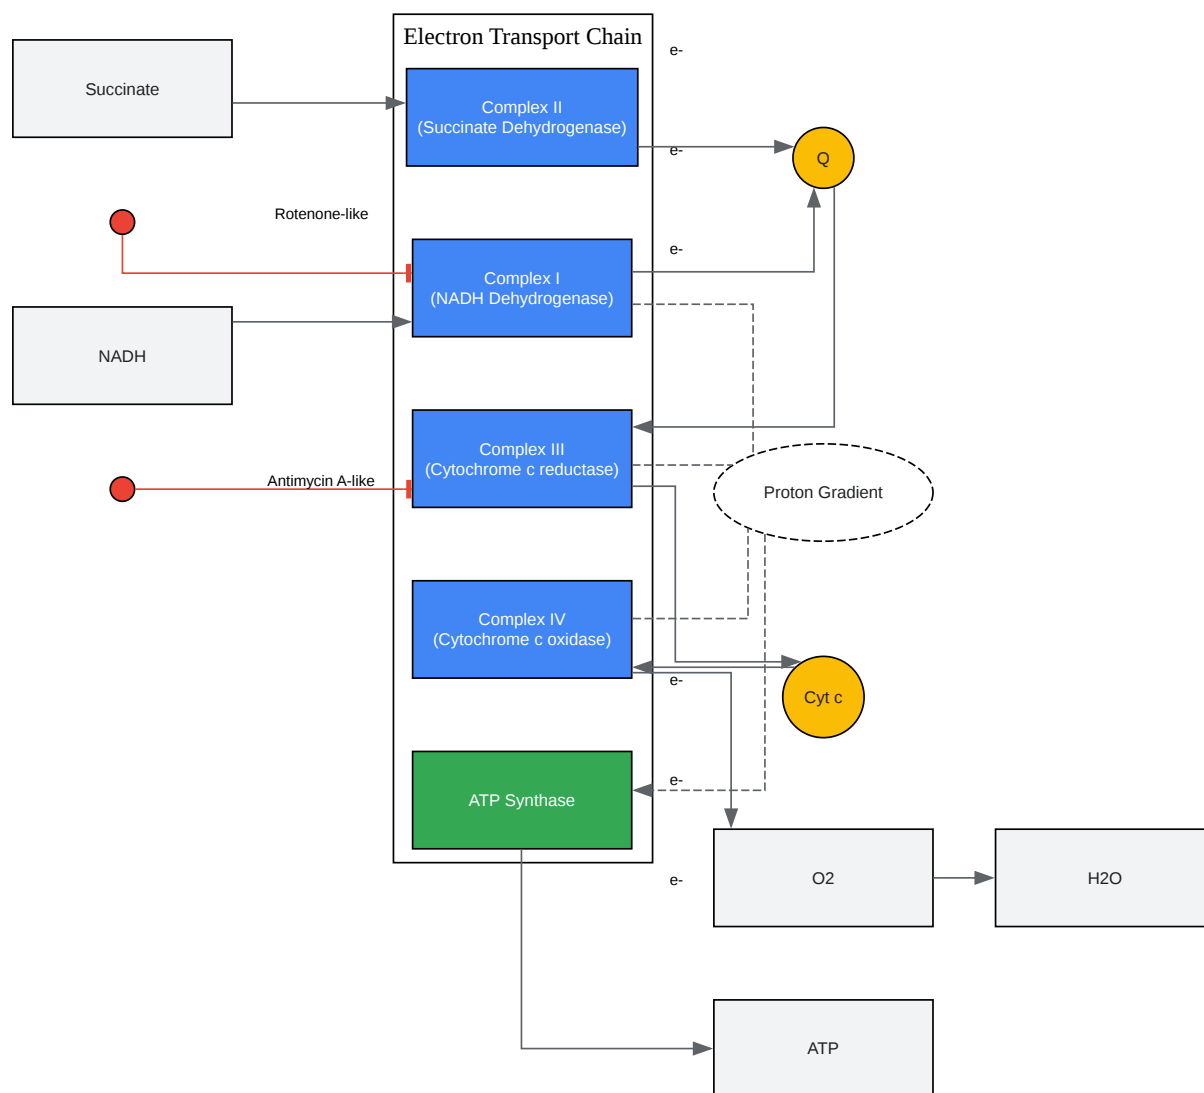 Electron Transport Chain
e-
Succinate
Complex II
(Succinate Dehydrogenase)
e-
Q
Rotenone-like
e-
Complex I
(NADH Dehydrogenase)
NADH
Complex III
(Cytochrome c reductase)
Antimycin A-like
Proton Gradient
Complex IV
(Cytochrome c oxidase)
e-
Cyt c
e-
ATP Synthase
e-
O2
H2O
ATP